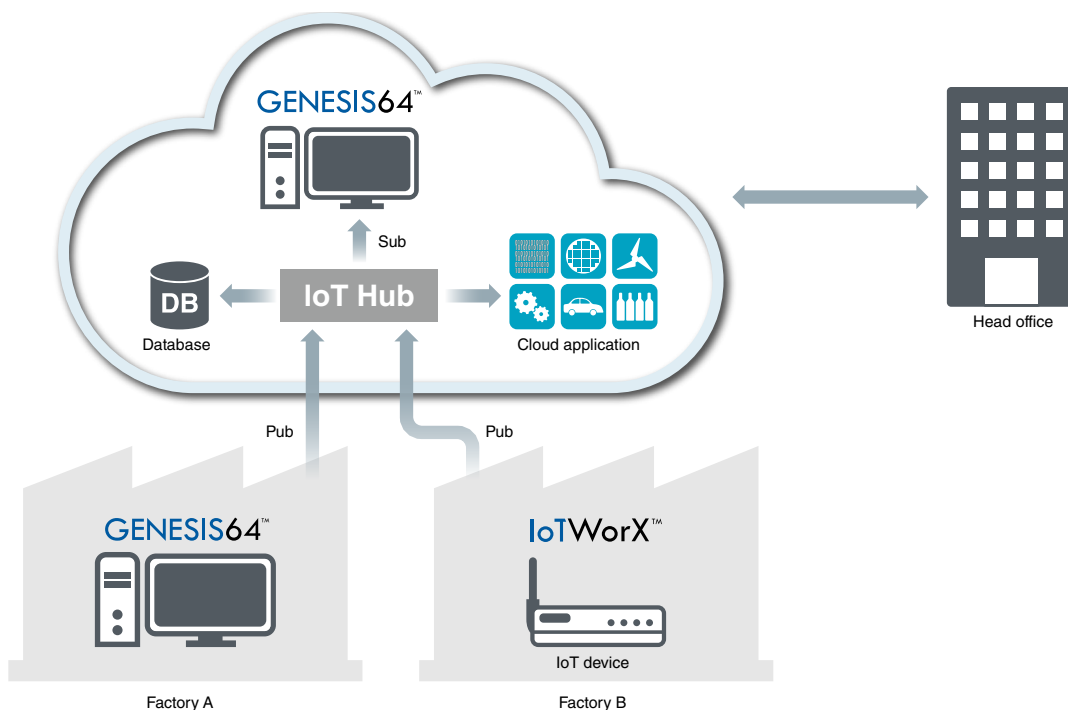 GENESIS64™
Sub
DB
IoT Hub
Database
Cloud application
Head office
Pub
Pub
GENESIS64™
IoTWorX™
IoT device
Factory A
Factory B